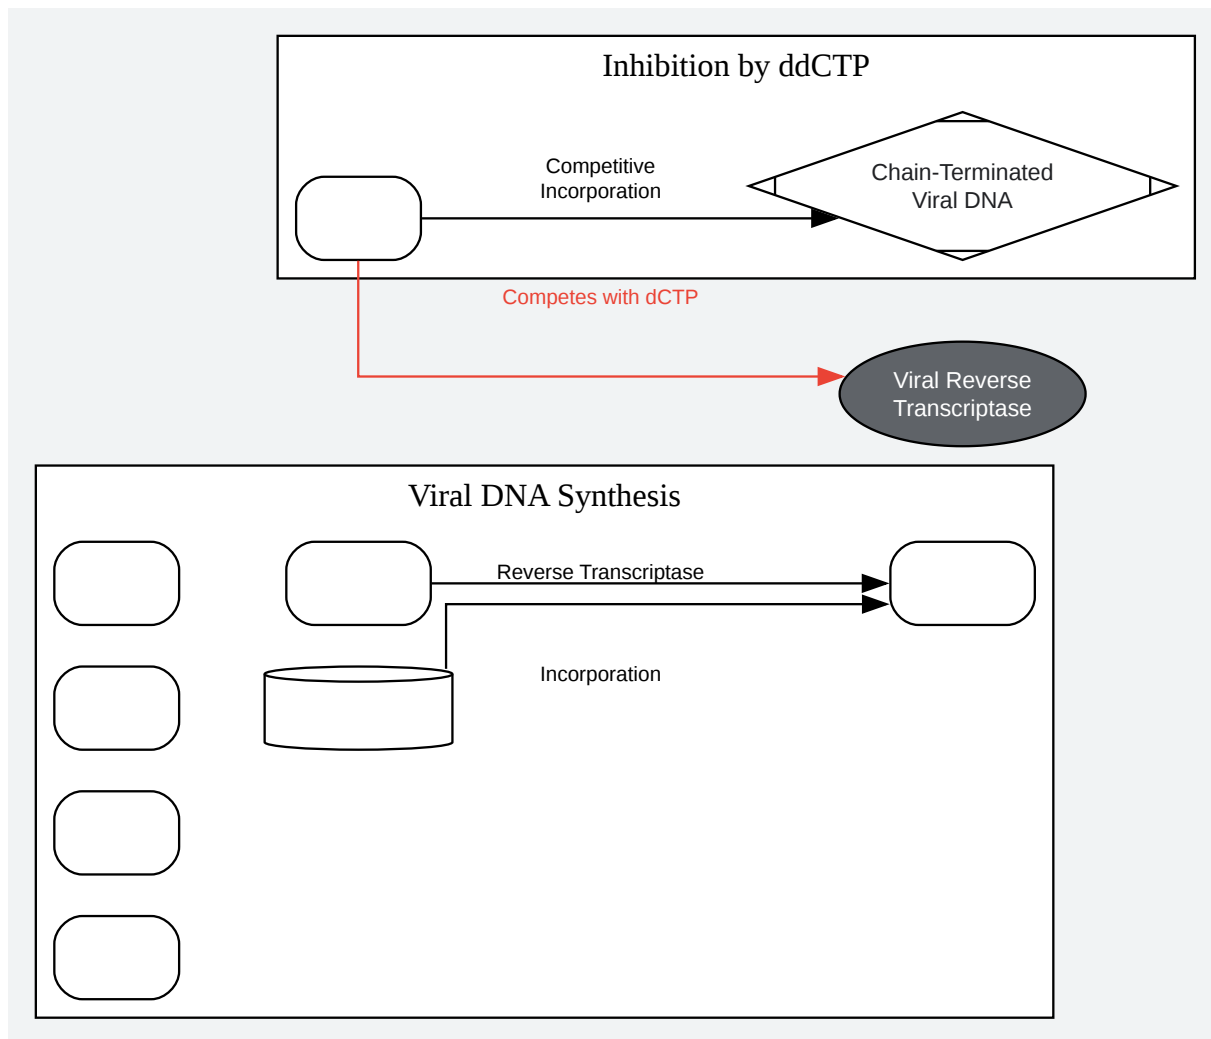 Inhibition by ddCTP
Competitive
Incorporation
Chain-Terminated
Viral DNA
Competes with dCTP
Viral Reverse
Transcriptase
Viral DNA Synthesis
Reverse Transcriptase
Incorporation